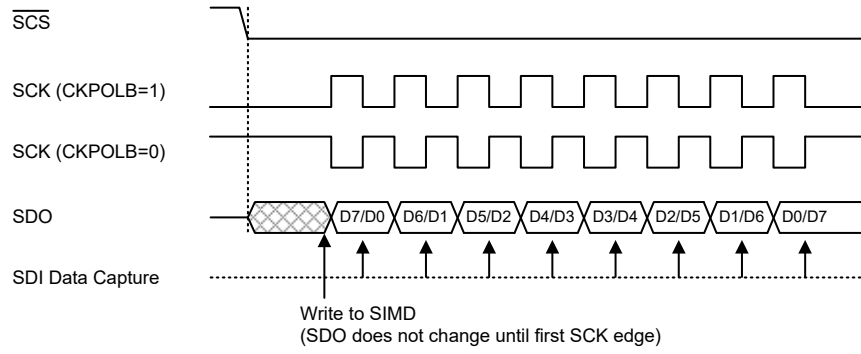 SCS
SCK (CKPOLB=1)
SCK (CKPOLB=0)
SDO D7/D0 D6/D1 D5/D2 D4/D3 D3/D4 D2/D5 D1/D6 D0/D7
SDI Data Capture
Write to SIMD
(SDO does not change until first SCK edge)